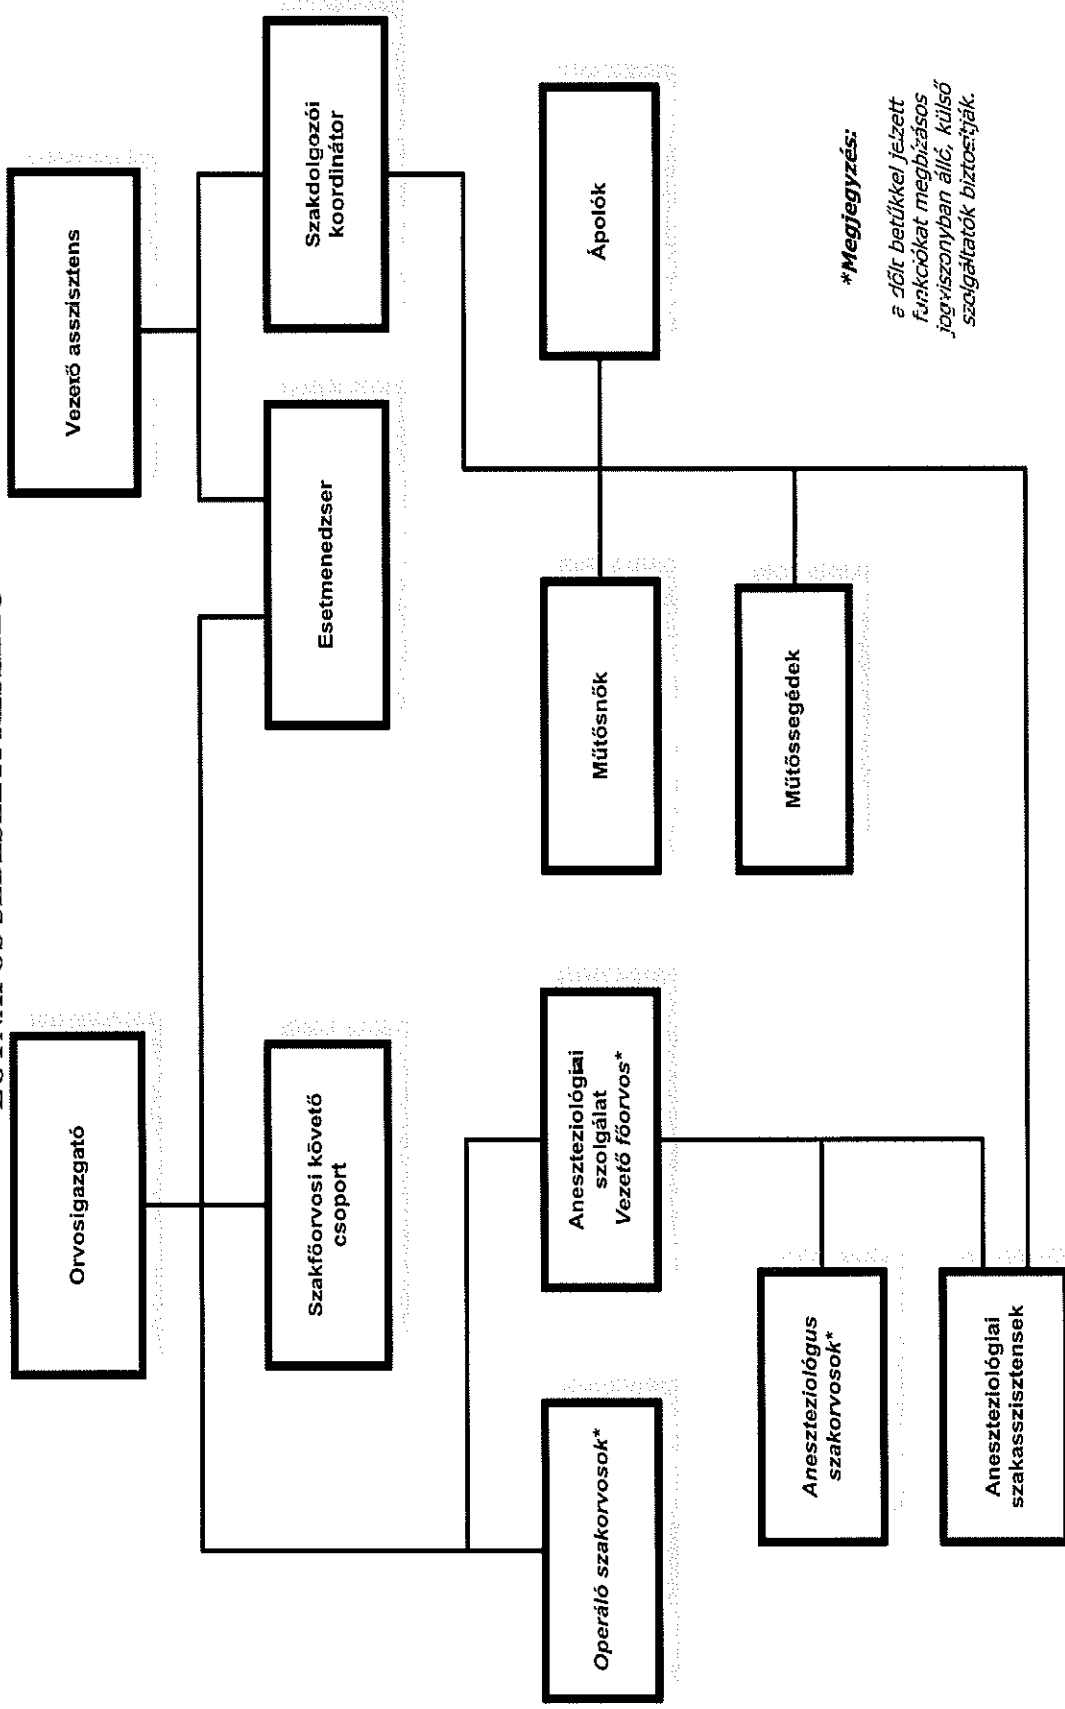 Orvosigazgató
Vezető asszisztens
Szakfőorvosi követő
csoport
Esetmenedzser
Szakdolgozói
koordinátor
Operáló szakorvosok*
Aneszteziológiai
szolgálat
Vezető főorvos*
Műtősnők
Ápolók
Aneszteziológus
szakorvosok*
Műtőssegédek
Aneszteziológiai
szakasszisztensek
*Megjegyzés:
a dőlt betűkkel jelzett
funkciókat megbízásos
jogviszonyban álló, külső
szolgáltatók biztosítják.